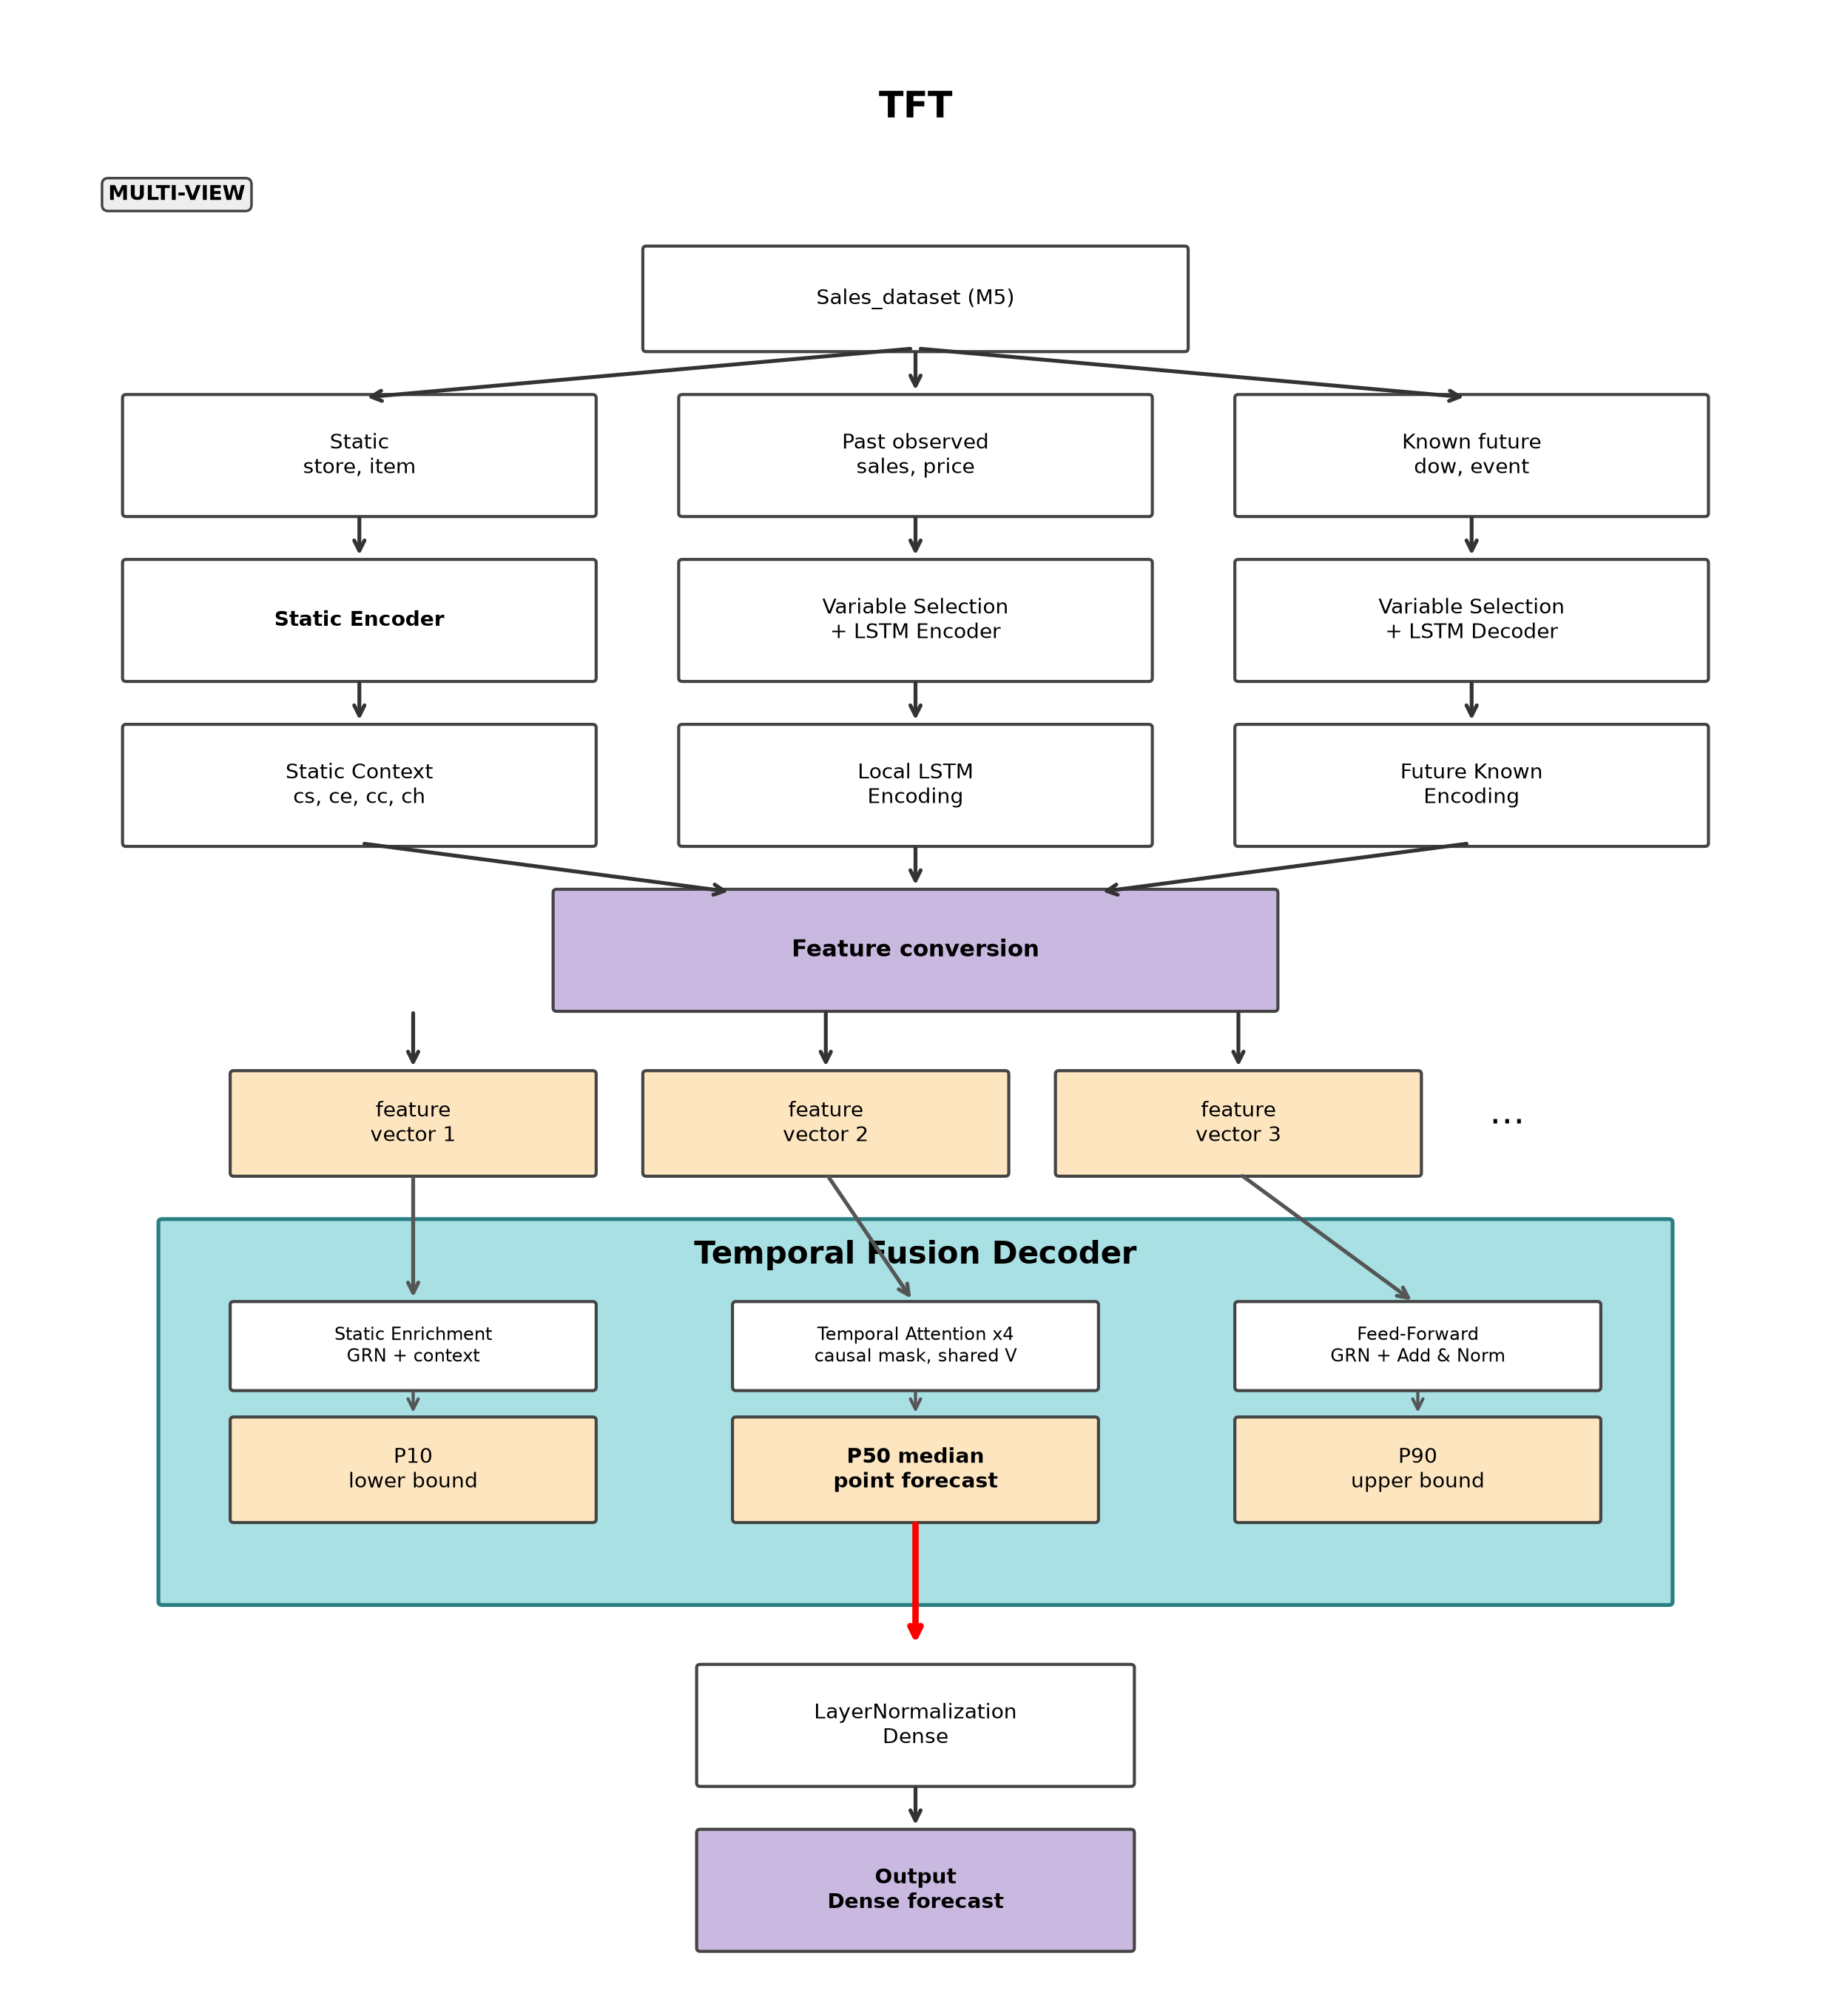 TFT
MULTI-VIEW
Sales_dataset (M5)
Static
store, item
Past observed
sales, price
Known future
dow, event
Static Encoder
Variable Selection
+ LSTM Encoder
Variable Selection
+ LSTM Decoder
Static Context
cs, ce, cc, ch
Local LSTM
Encoding
Future Known
Encoding
Feature conversion
feature
vector 1
feature
vector 2
feature
vector 3
...
Temporal Fusion Decoder
Static Enrichment
GRN + context
Temporal Attention x4
causal mask, shared V
Feed-Forward
GRN + Add & Norm
P10
lower bound
P50 median
point forecast
P90
upper bound
LayerNormalization
Dense
Output
Dense forecast